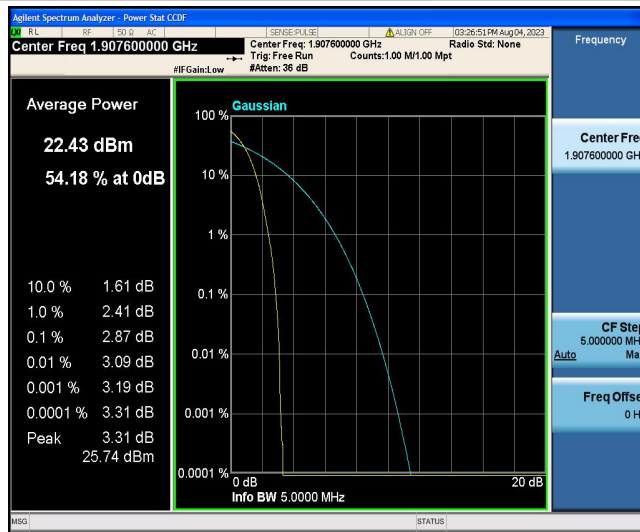 Agilent Spectrum Analyzer - Power Stat CCDF
RL RF 50 Ω AC SENSE:PULSE ALIGN OFF 03:26:51 PM Aug 04, 2023
Center Freq 1.907600000 GHz
Center Freq: 1.907600000 GHz Radio Std: None
Trig: Free Run Counts:1.00 M/1.00 Mpt
#IFGain:Low #Atten: 36 dB
Frequency
Average Power
22.43 dBm
54.18 % at 0dB
10.0 % 1.61 dB
1.0 % 2.41 dB
0.1 % 2.87 dB
0.01 % 3.09 dB
0.001 % 3.19 dB
0.0001 % 3.31 dB
Peak 3.31 dB
25.74 dBm
Gaussian
100 %
10 %
1 %
0.1 %
0.01 %
0.001 %
0.0001 %
0 dB 20 dB
Info BW 5.0000 MHz
Center Fre
1.907600000 GH
CF Step
5.000000 MH
Auto Ma
Freq Offse
0 H
MSG STATUS